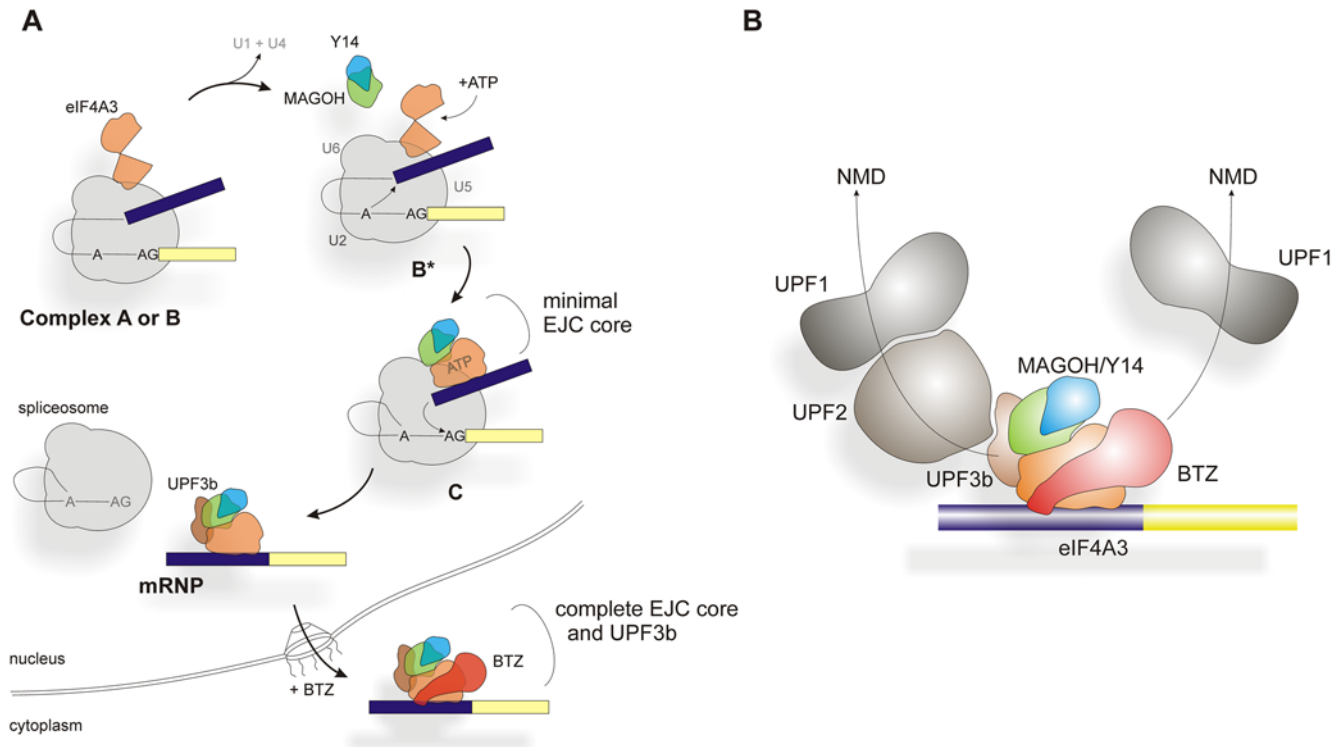 A
eIF4A3
A
AG
Complex A or B
U1 + U4
Y14
MAGOH
+ATP
U6
U5
A
AG
U2
B*
minimal
EJC core
ATP
A
AG
C
spliceosome
A
AG
UPF3b
mRNP
nucleus
cytoplasm
+ BTZ
complete EJC core
and UPF3b
BTZ
B
NMD
NMD
UPF1
UPF1
MAGOH/Y14
UPF2
UPF3b
BTZ
eIF4A3